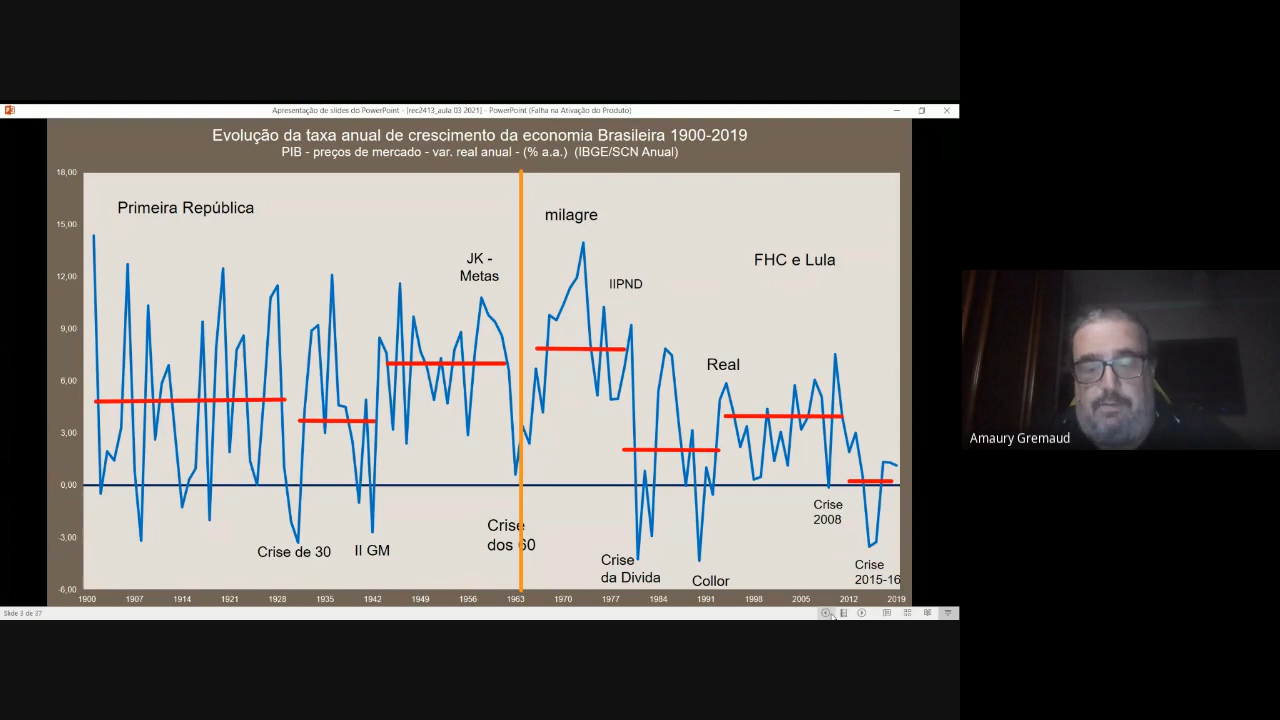 Apresentação de slides do PowerPoint - [rec2413_aula 03 2021] - PowerPoint (Falha na Ativação do Produto)
Evolução da taxa anual de crescimento da economia Brasileira 1900-2019
PIB - preços de mercado - var. real anual - (% a.a.) (IBGE/SCN Anual)
18,00
15,00
12,00
9,00
6,00
3,00
0,00
-3,00
-6,00
Primeira República
JK -
Metas
milagre
IIPND
FHC e Lula
Real
Crise de 30
II GM
Crise
dos 60
Crise
da Divida
Collor
Crise
2008
Crise
2015-16
1900 1907 1914 1921 1928 1935 1942 1949 1956 1963 1970 1977 1984 1991 1998 2005 2012 2019
Slide 3 de 37
Amaury Gremaud